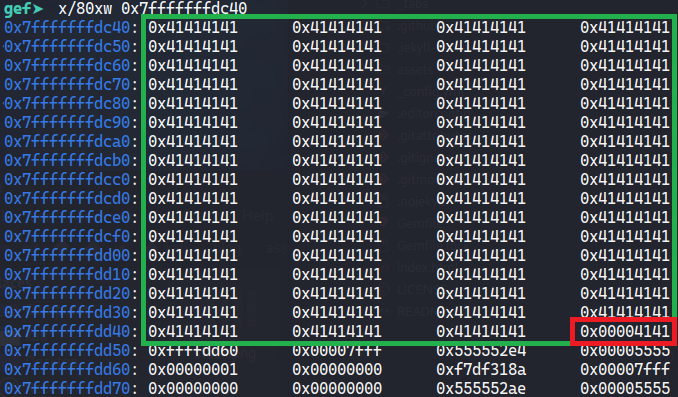 gef➤ x/80xw 0x7fffffffdc40
0x7fffffffdc40: 0x41414141 0x41414141 0x41414141 0x41414141
0x7fffffffdc50: 0x41414141 0x41414141 0x41414141 0x41414141
0x7fffffffdc60: 0x41414141 0x41414141 0x41414141 0x41414141
0x7fffffffdc70: 0x41414141 0x41414141 0x41414141 0x41414141
0x7fffffffdc80: 0x41414141 0x41414141 0x41414141 0x41414141
0x7fffffffdc90: 0x41414141 0x41414141 0x41414141 0x41414141
0x7fffffffdca0: 0x41414141 0x41414141 0x41414141 0x41414141
0x7fffffffdcb0: 0x41414141 0x41414141 0x41414141 0x41414141
0x7fffffffdcc0: 0x41414141 0x41414141 0x41414141 0x41414141
0x7fffffffdcd0: 0x41414141 0x41414141 0x41414141 0x41414141
0x7fffffffdce0: 0x41414141 0x41414141 0x41414141 0x41414141
0x7fffffffdcf0: 0x41414141 0x41414141 0x41414141 0x41414141
0x7fffffffdd00: 0x41414141 0x41414141 0x41414141 0x41414141
0x7fffffffdd10: 0x41414141 0x41414141 0x41414141 0x41414141
0x7fffffffdd20: 0x41414141 0x41414141 0x41414141 0x41414141
0x7fffffffdd30: 0x41414141 0x41414141 0x41414141 0x41414141
0x7fffffffdd40: 0x41414141 0x41414141 0x41414141 0x00004141
0x7fffffffdd50: 0xffffdd60 0x00007fff 0x555552e4 0x00005555
0x7fffffffdd60: 0x00000001 0x00000000 0xf7df318a 0x00007fff
0x7fffffffdd70: 0x00000000 0x00000000 0x555552ae 0x00005555